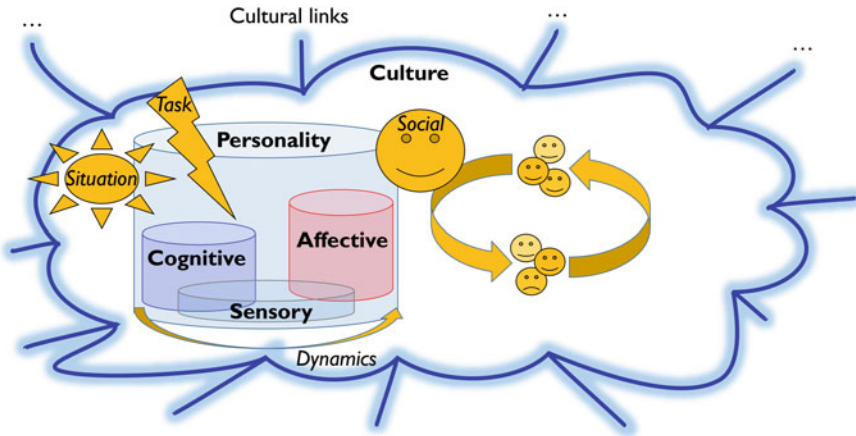 ...
Cultural links
...
...
Culture
Task
Social
Personality
Situation
Cognitive
Affective
Sensory
Dynamics